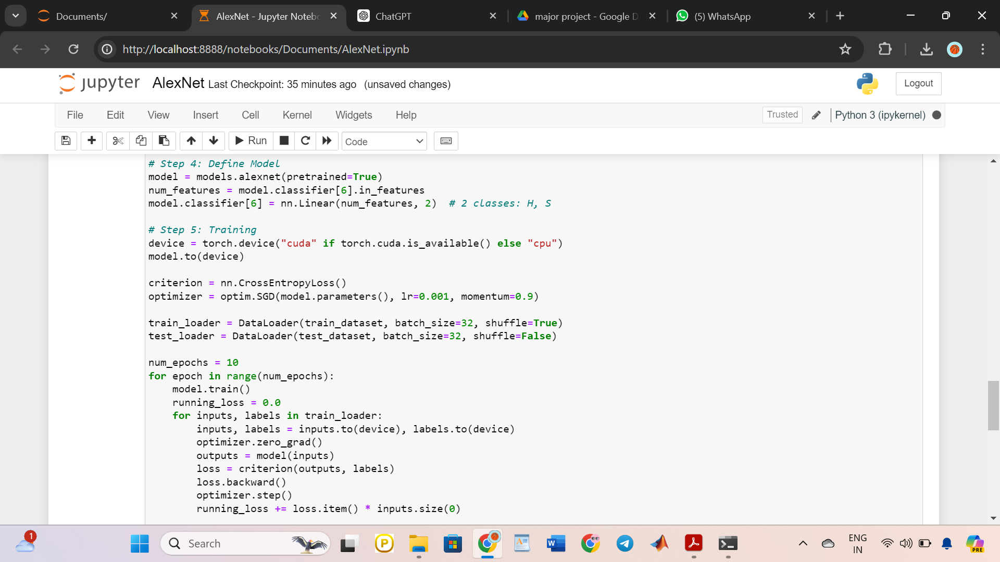 Documents/
AlexNet - Jupyter Notebo
ChatGPT
major project - Google D
(5) WhatsApp
http://localhost:8888/notebooks/Documents/AlexNet.ipynb
jupyter AlexNet Last Checkpoint: 35 minutes ago (unsaved changes)
Logout
File Edit View Insert Cell Kernel Widgets Help
Trusted
Python 3 (ipykernel)
Run
Code
# Step 4: Define Model
model = models.alexnet(pretrained=True)
num_features = model.classifier[6].in_features
model.classifier[6] = nn.Linear(num_features, 2)  # 2 classes: H, S
# Step 5: Training
device = torch.device("cuda" if torch.cuda.is_available() else "cpu")
model.to(device)
criterion = nn.CrossEntropyLoss()
optimizer = optim.SGD(model.parameters(), lr=0.001, momentum=0.9)
train_loader = DataLoader(train_dataset, batch_size=32, shuffle=True)
test_loader = DataLoader(test_dataset, batch_size=32, shuffle=False)
num_epochs = 10
for epoch in range(num_epochs):
    model.train()
    running_loss = 0.0
    for inputs, labels in train_loader:
        inputs, labels = inputs.to(device), labels.to(device)
        optimizer.zero_grad()
        outputs = model(inputs)
        loss = criterion(outputs, labels)
        loss.backward()
        optimizer.step()
        running_loss += loss.item() * inputs.size(0)
1
Search
P
W
ENG
IN
PRE